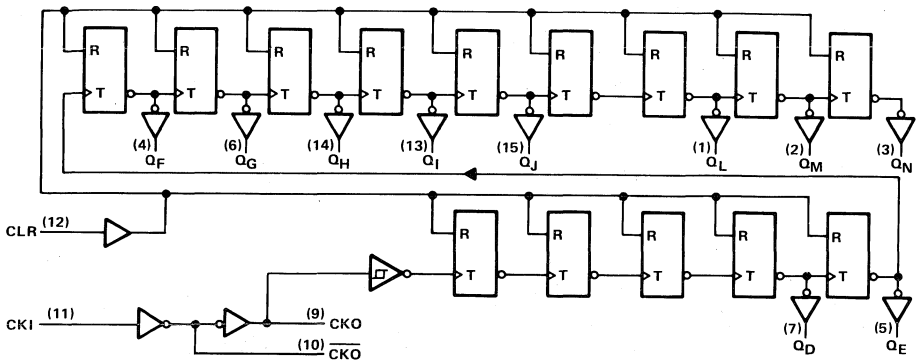 R R R R R R R R R
T T T T T T T T T
(4) (6) (14) (13) (15) (1) (2) (3)
QF QG QH QI QJ QL QM QN
CLR (12)
R R R R R
T T T T T
CKI (11)
(9) CKO
(10) C̅K̅O̅
(7) (5)
QD QE